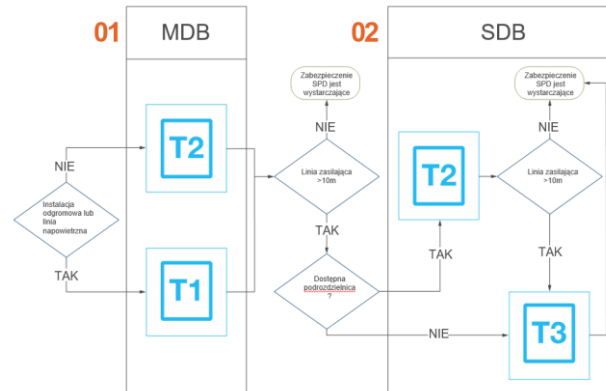 01
MDB
02
SDB
Zabezpieczenie
SPD jest
wystarczające
Zabezpieczenie
SPD jest
wystarczające
NIE
NIE
T2
T2
NIE
Linia zasilająca
>10m
Linia zasilająca
>10m
Instalacja
odgromowa lub
linia
napowietrzna
TAK
TAK
TAK
T1
Dostępna
podrozdzielnica
?
NIE
T3